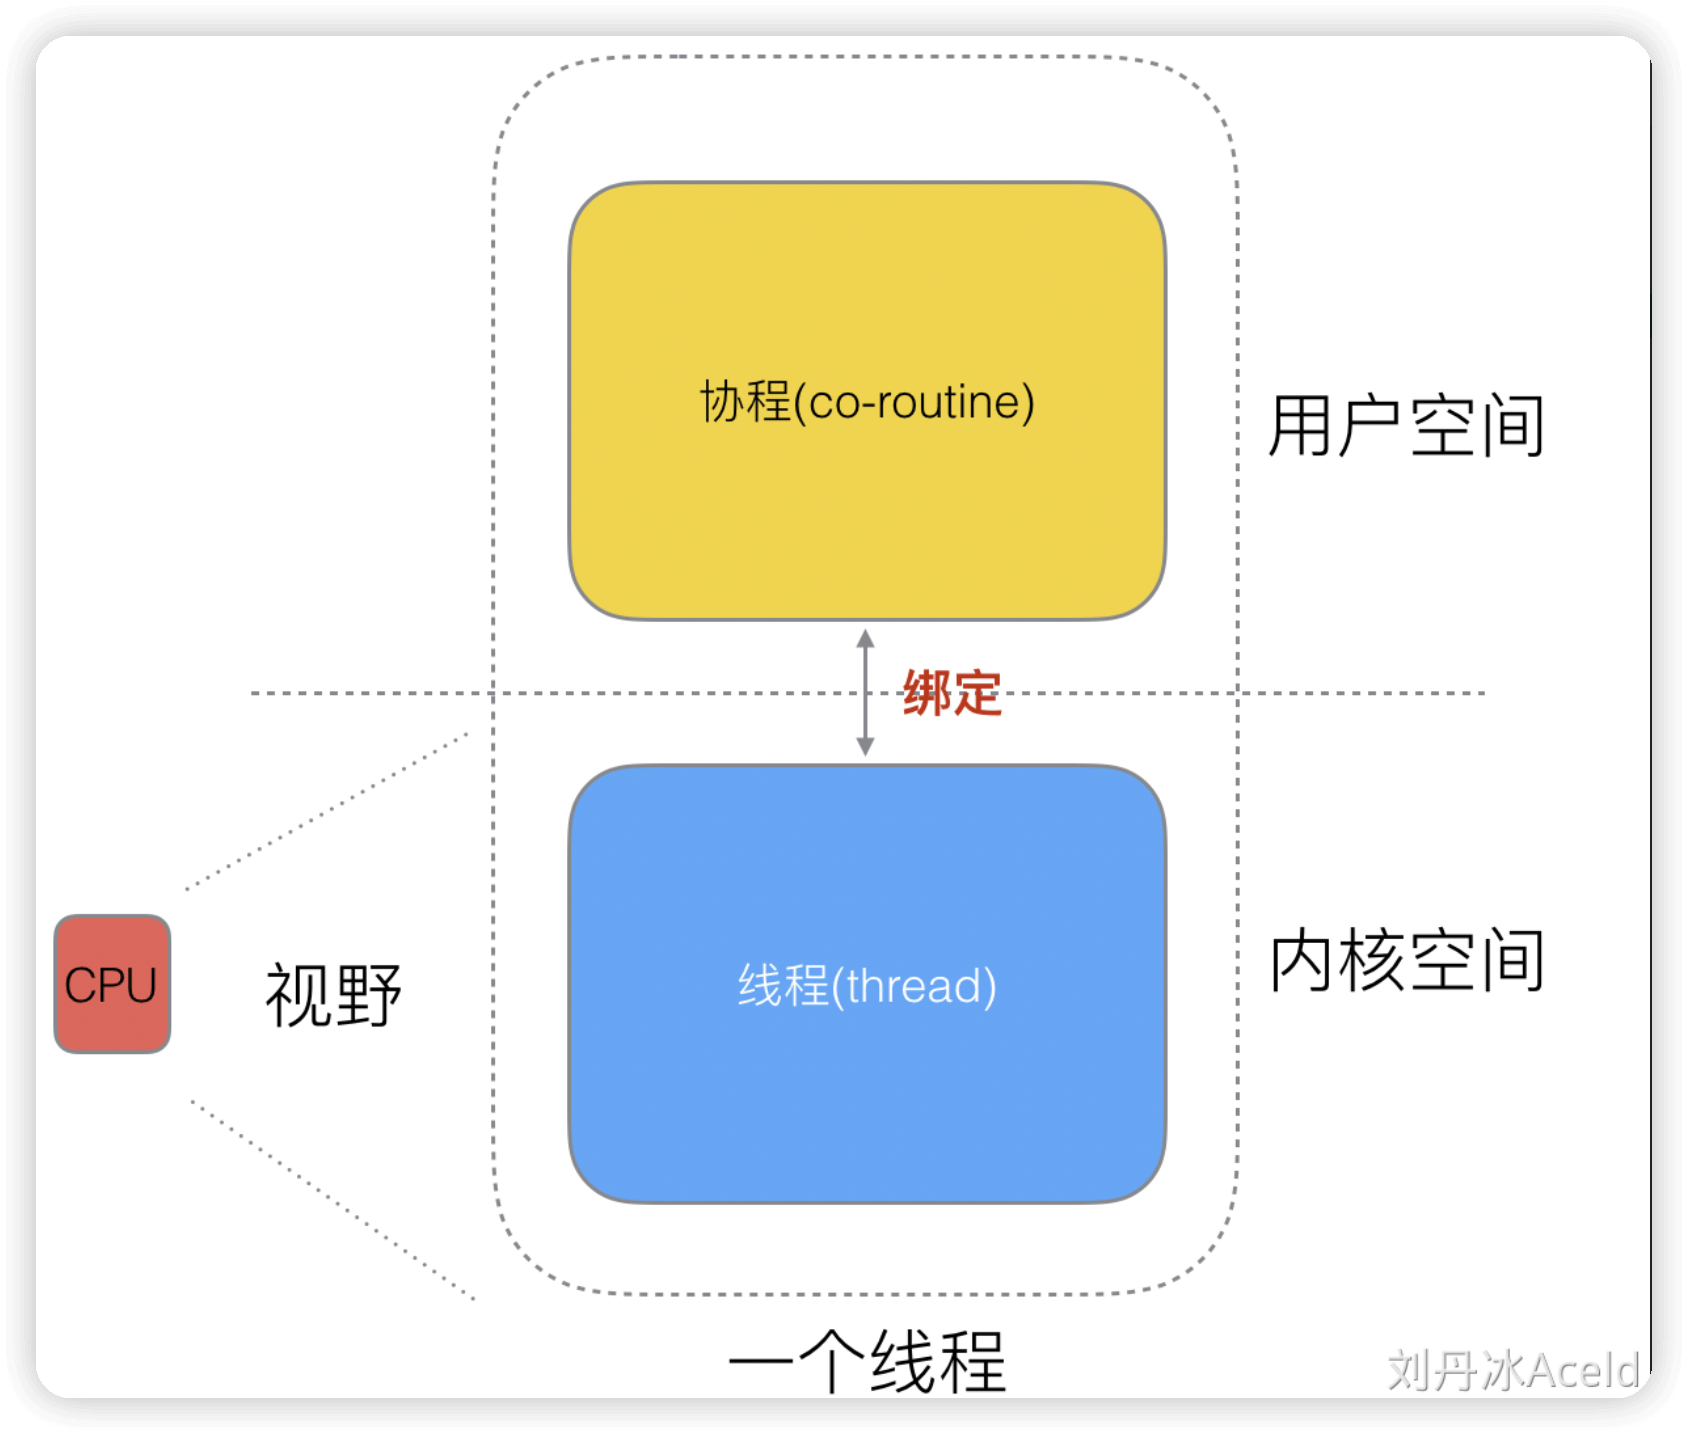 协程(co-routine)
用户空间
绑定
线程(thread)
内核空间
CPU
视野
一个线程
刘丹冰Aceld